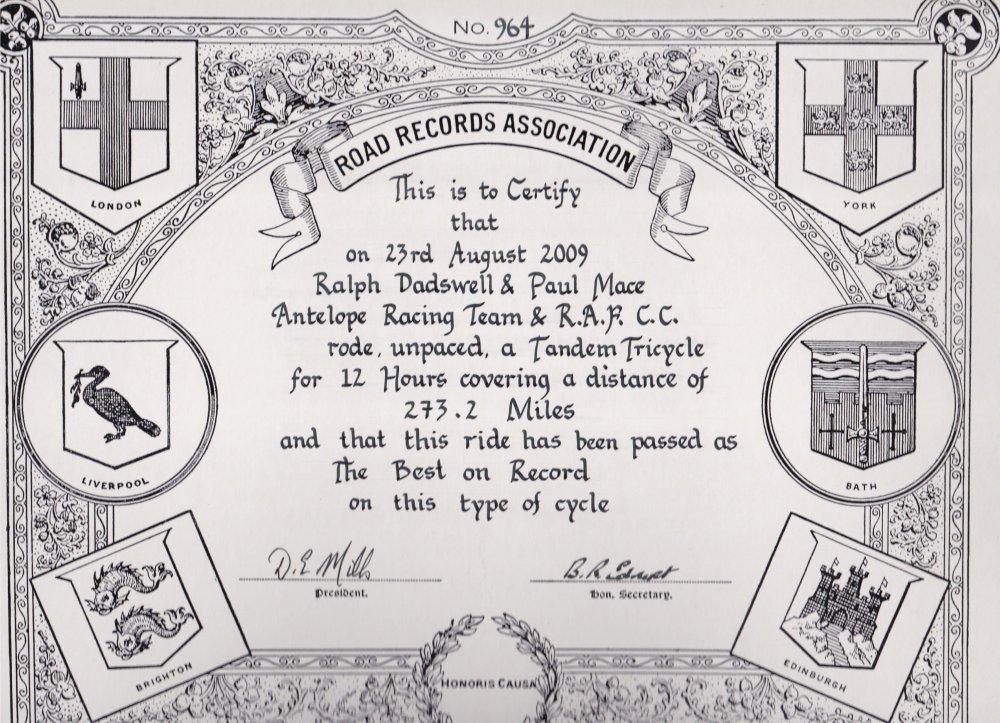 No. 964
LONDON
YORK
ROAD RECORDS ASSOCIATION
This is to Certify
that
on 23rd August 2009
Ralph Dadswell & Paul Mace
Antelope Racing Team & R.A.F. C.C.
rode, unpaced, a Tandem Tricycle
for 12 Hours covering a distance of
273.2 Miles
and that this ride has been passed as
The Best on Record
on this type of cycle
LIVERPOOL
BATH
D.E. Mills
President.
B.R.
Hon. Secretary.
BRIGHTON
EDINBURGH
HONORIS CAUSA